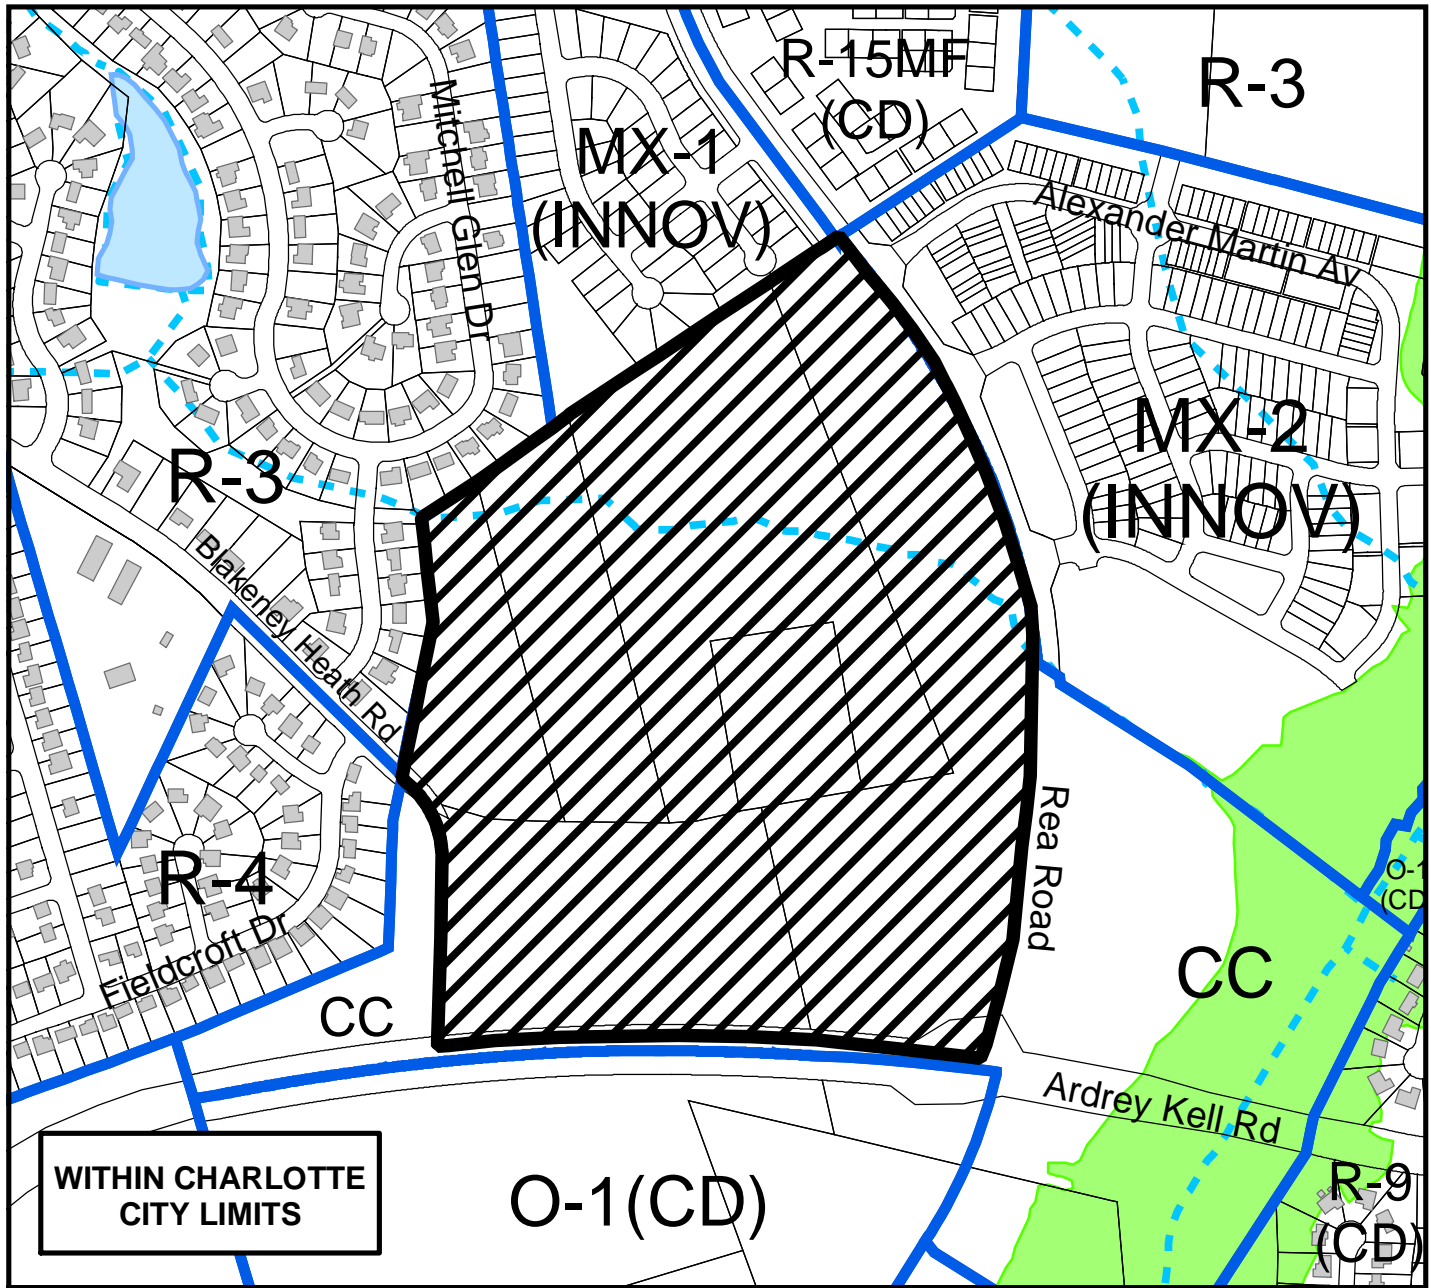 R-15MF
(CD)
R-3
Mitchell Glen Dr
MX-1
(INNOV)
Alexander Martin Av
MX-2
(INNOV)
R-3
Blakeney Heath Rd
Rea Road
R-4
Fieldcroft Dr
O-1
(CD
CC
CC
Ardrey Kell Rd
WITHIN CHARLOTTE
CITY LIMITS
O-1(CD)
R-9
(CD)